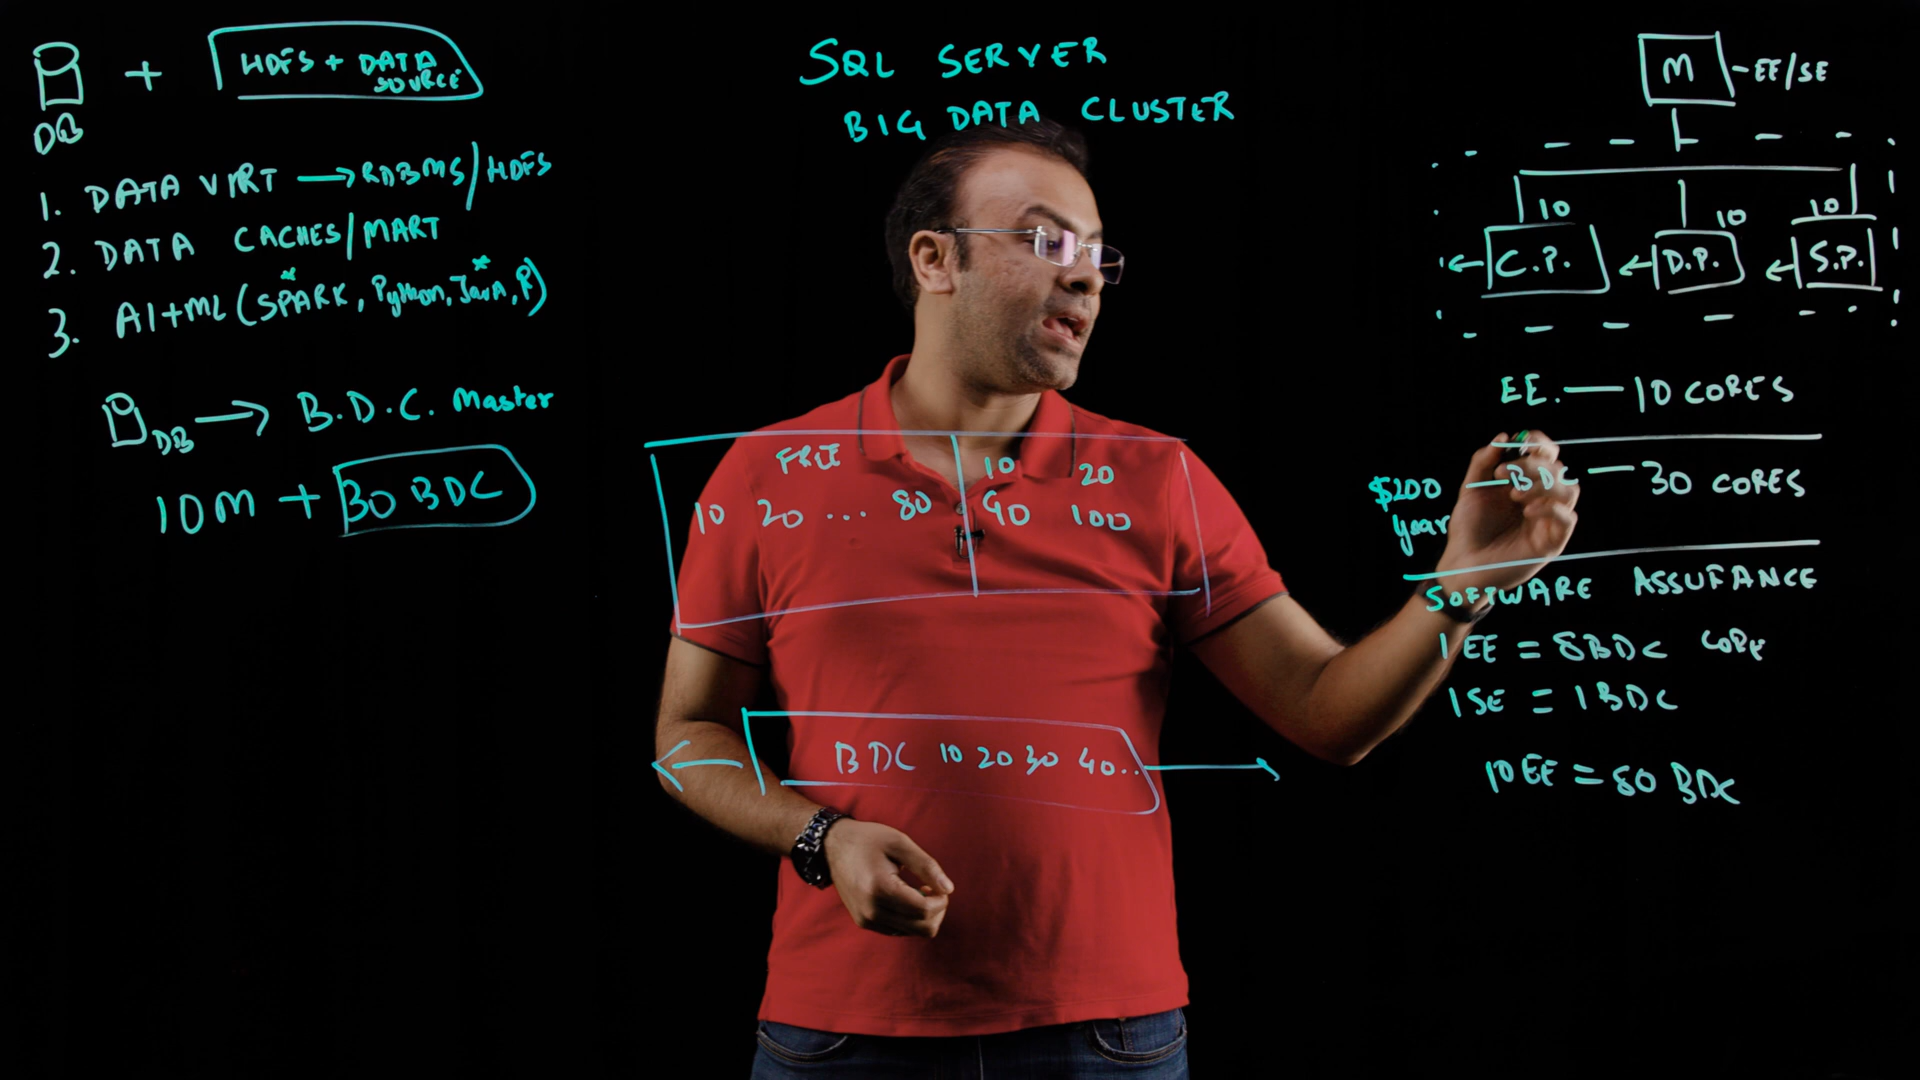 DB
+ HDFS + DATA SOURCE
1. DATA VIRT → RDBMS/HDFS
2. DATA CACHES/MART
3. AI+ML (SPARK*, Python, Java*, R)
DB → B.D.C. Master
10M + 30 BDC
SQL SERVER
BIG DATA CLUSTER
FREE
10 20
10 20 ... 80 90 100
BDC 10 20 30 40..
M - EE/SE
10 10 10
C.P. D.P. S.P.
EE. — 10 CORES
$200 year — BDC — 30 CORES
SOFTWARE ASSURANCE
1 EE = 8BDC CORE
1 SE = 1 BDC
10 EE = 80 BDC